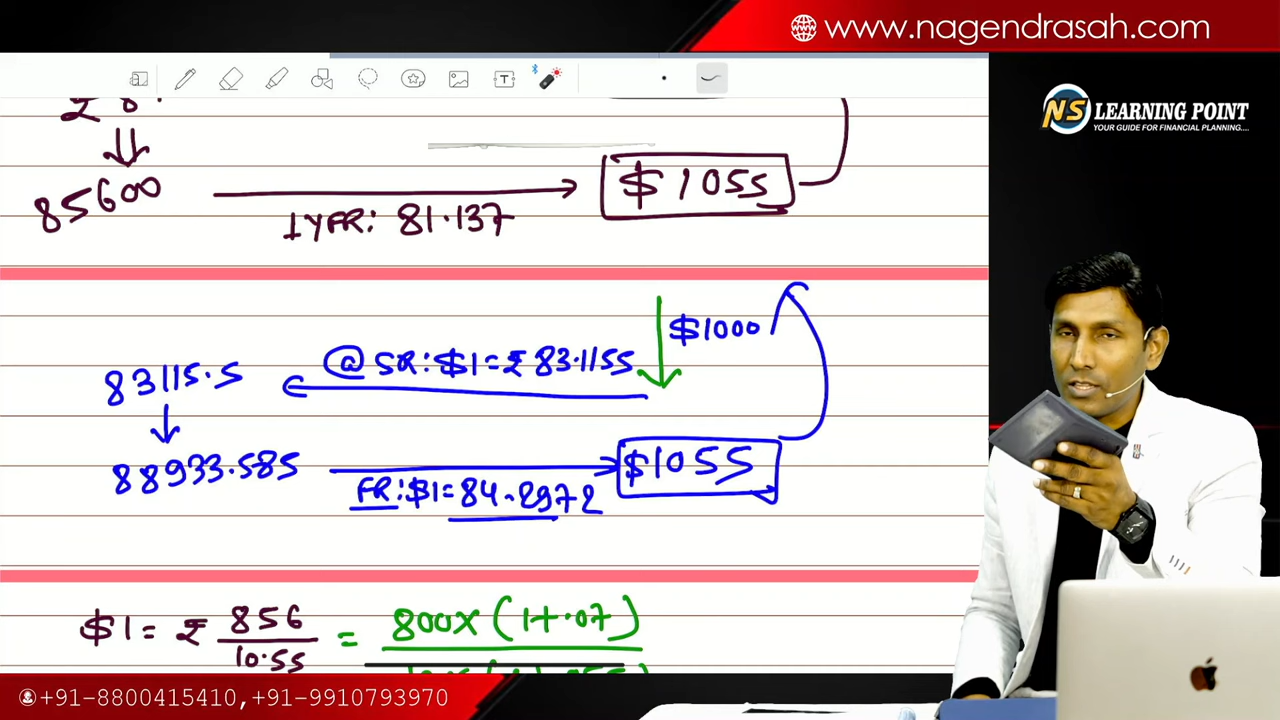 www.nagendrasah.com
NS LEARNING POINT
YOUR GUIDE FOR FINANCIAL PLANNING....
T
85600
1YFR: 81.137
$ 1055
$1000
@ SR: $1=₹ 83.1155
83115.5
88933.585
FR: $1=84.2972
$1055
$1= ₹ 856/10.55 = 800x (1+.07)
+91-8800415410,+91-9910793970